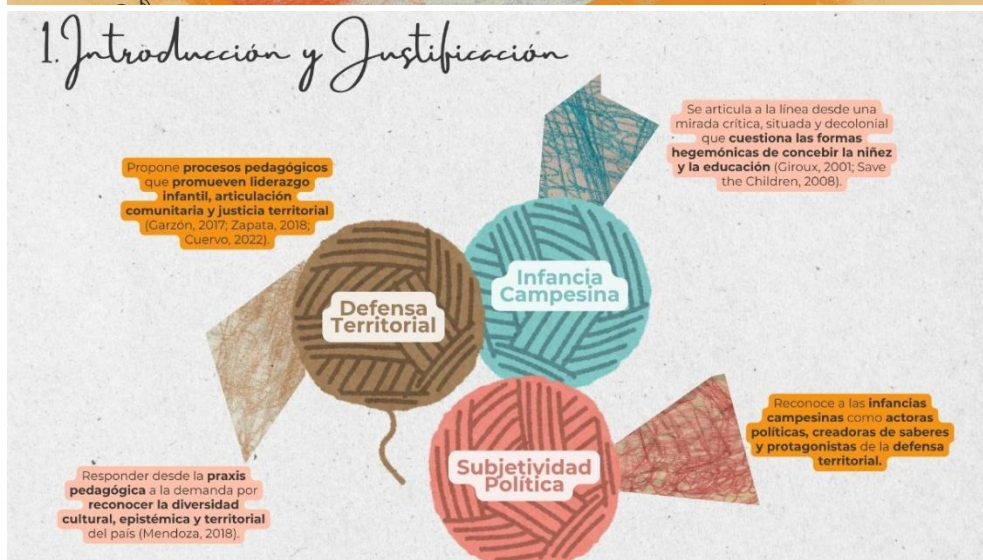 1. Introducción y Justificación
Propone procesos pedagógicos
que promueven liderazgo
infantil, articulación
comunitaria y justicia territorial
(Garzón, 2017; Zapata, 2018;
Cuervo, 2022).
Se articula a la línea desde una
mirada crítica, situada y decolonial
que cuestiona las formas
hegemónicas de concebir la niñez
y la educación (Giroux, 2001; Save
the Children, 2008).
Defensa
Territorial
Infancia
Campesina
Subjetividad
Política
Responder desde la praxis
pedagógica a la demanda por
reconocer la diversidad
cultural, epistémica y territorial
del país (Mendoza, 2018).
Reconoce a las infancias
campesinas como actoras
políticas, creadoras de saberes
y protagonistas de la defensa
territorial.